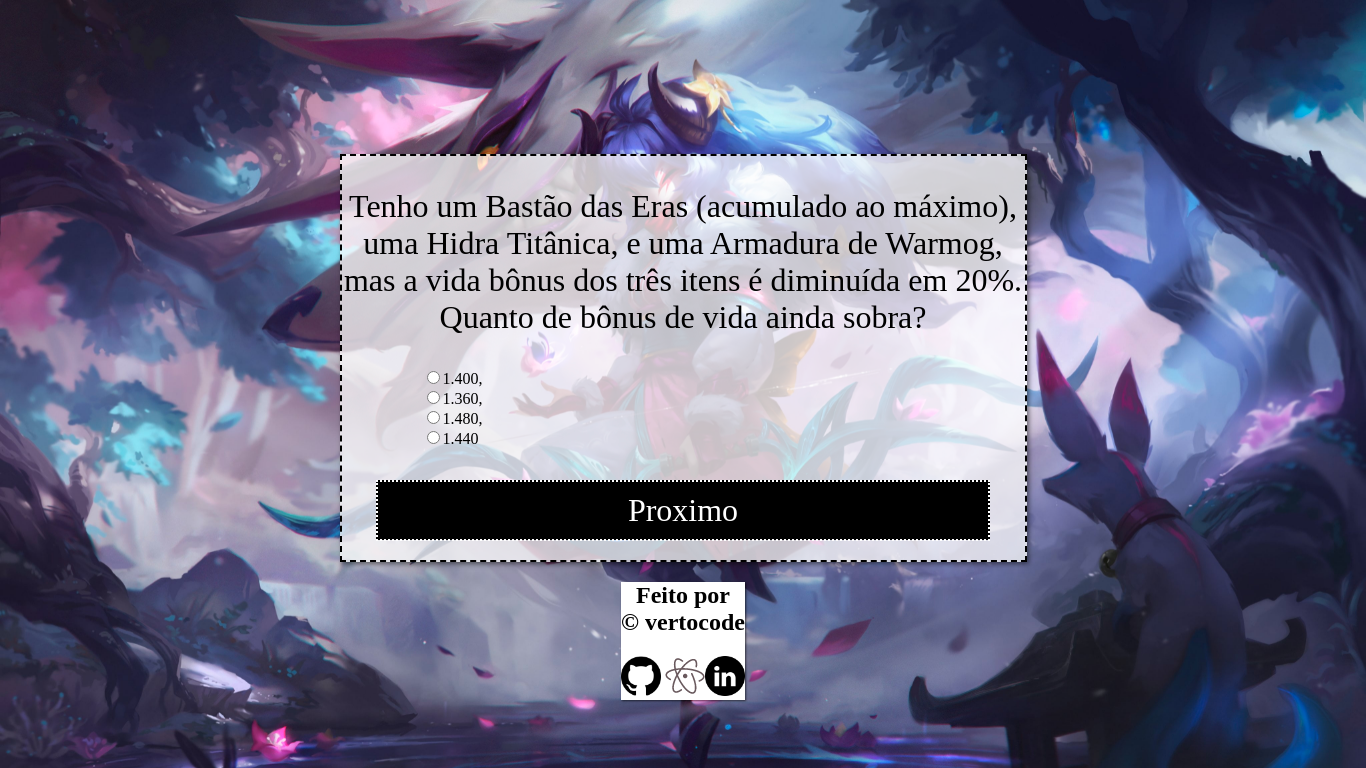 Tenho um Bastão das Eras (acumulado ao máximo),
uma Hidra Titânica, e uma Armadura de Warmog,
mas a vida bônus dos três itens é diminuída em 20%.
Quanto de bônus de vida ainda sobra?
1.400,
1.360,
1.480,
1.440
Proximo
Feito por
© vertocode
in